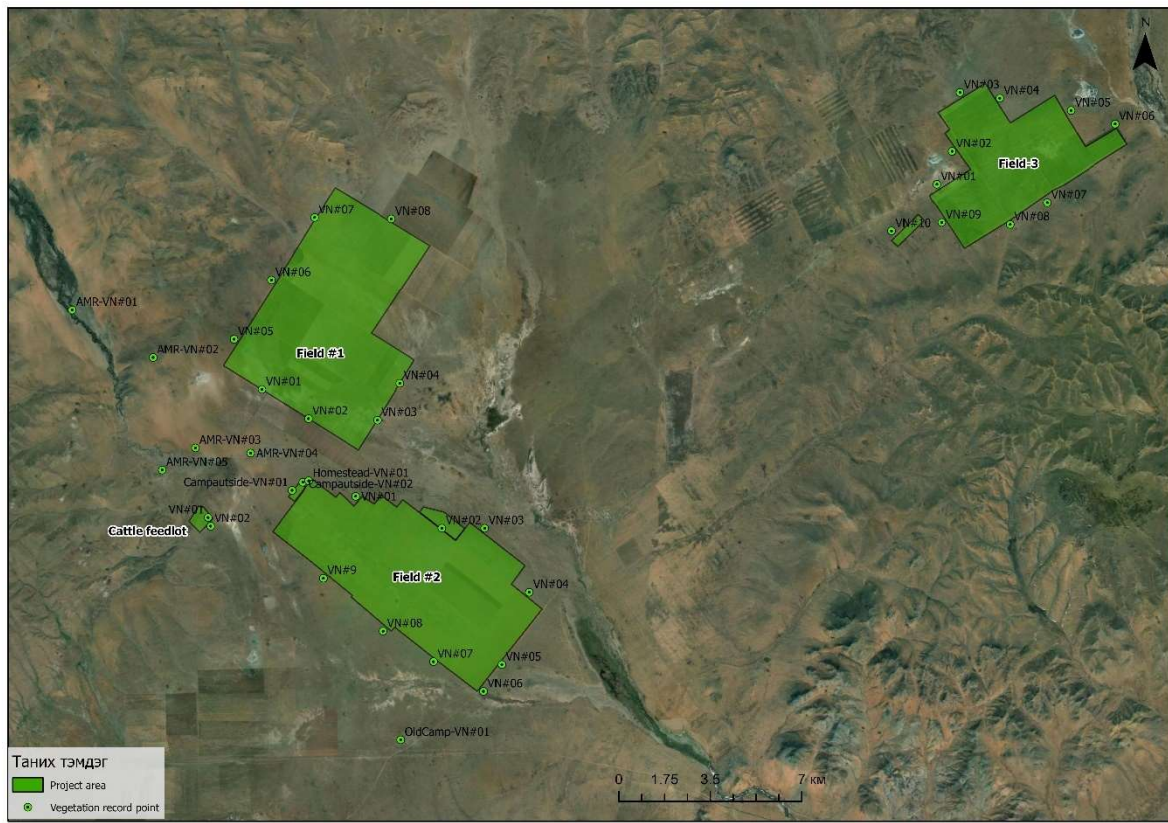 N
VN#03
VN#04
VN#05
VN#06
VN#02
Field-3
VN#01
VN#07
VN#10
VN#09
VN#08
VN#07
VN#08
VN#06
AMR-VN#01
VN#05
AMR-VN#02
Field #1
VN#01
VN#04
VN#02
VN#03
AMR-VN#03
AMR-VN#04
AMR-VN#05
Homestead-VN#01
Campautside-VN#01
Campautside-VN#02
VN#01
VN#01
VN#02
Cattle feedlot
VN#02
VN#03
VN#9
Field #2
VN#04
VN#08
VN#07
VN#05
VN#06
OldCamp-VN#01
Таних тэмдэг
Project area
Vegetation record point
0 1.75 3.5 7 км